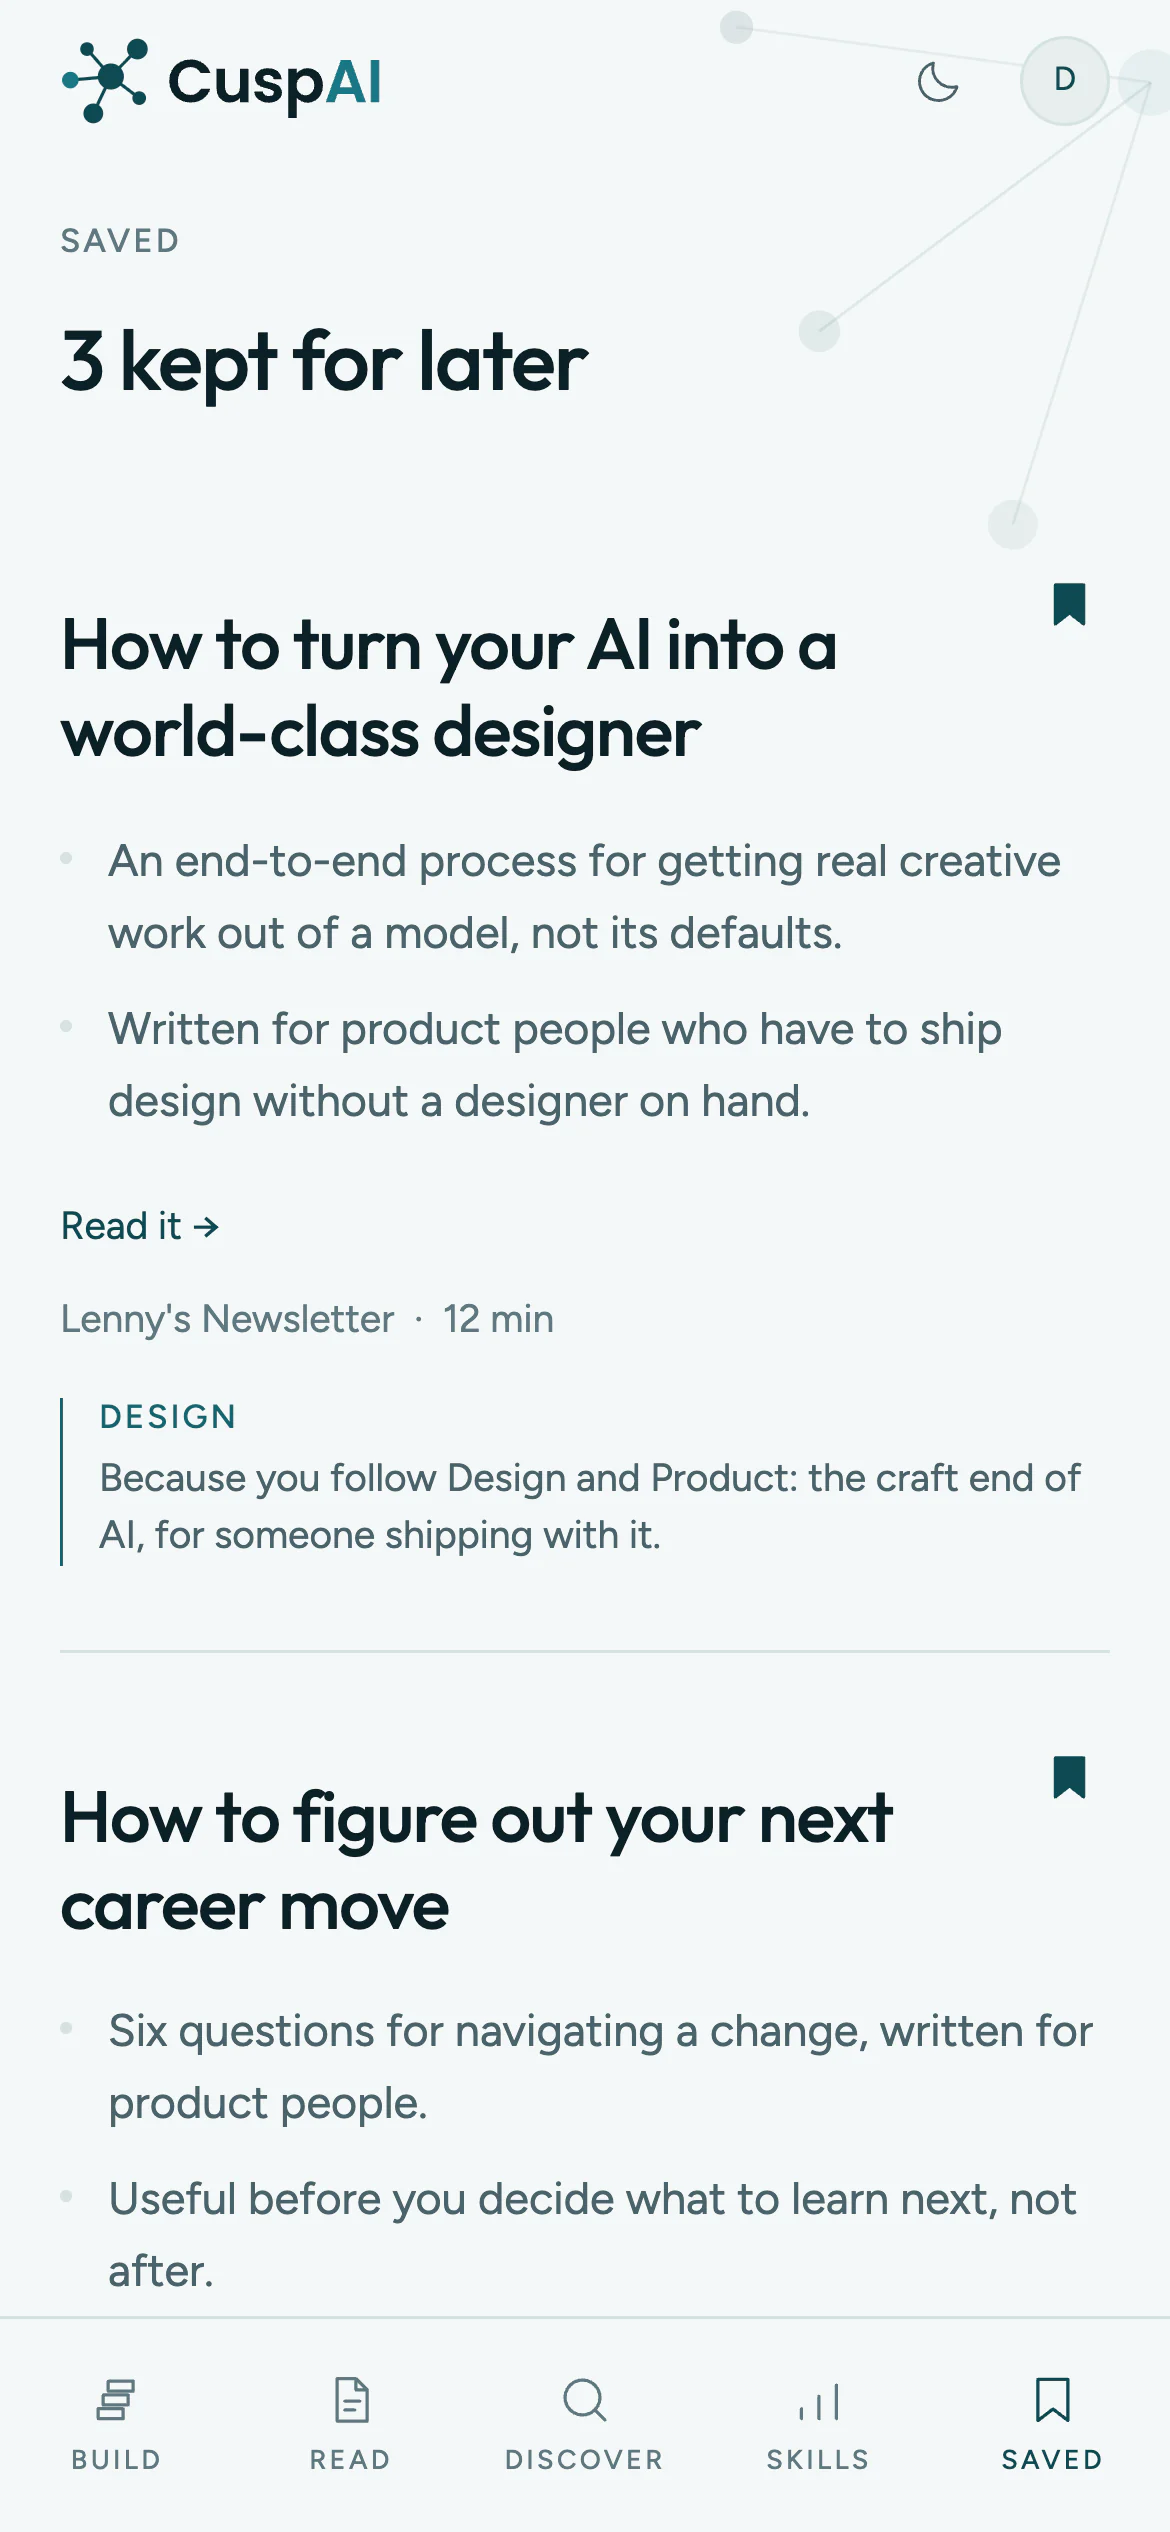 CuspAI
D
SAVED
3 kept for later
How to turn your AI into a
world-class designer
An end-to-end process for getting real creative
work out of a model, not its defaults.
Written for product people who have to ship
design without a designer on hand.
Read it →
Lenny's Newsletter · 12 min
DESIGN
Because you follow Design and Product: the craft end of
AI, for someone shipping with it.
How to figure out your next
career move
Six questions for navigating a change, written for
product people.
Useful before you decide what to learn next, not
after.
BUILD READ DISCOVER SKILLS SAVED